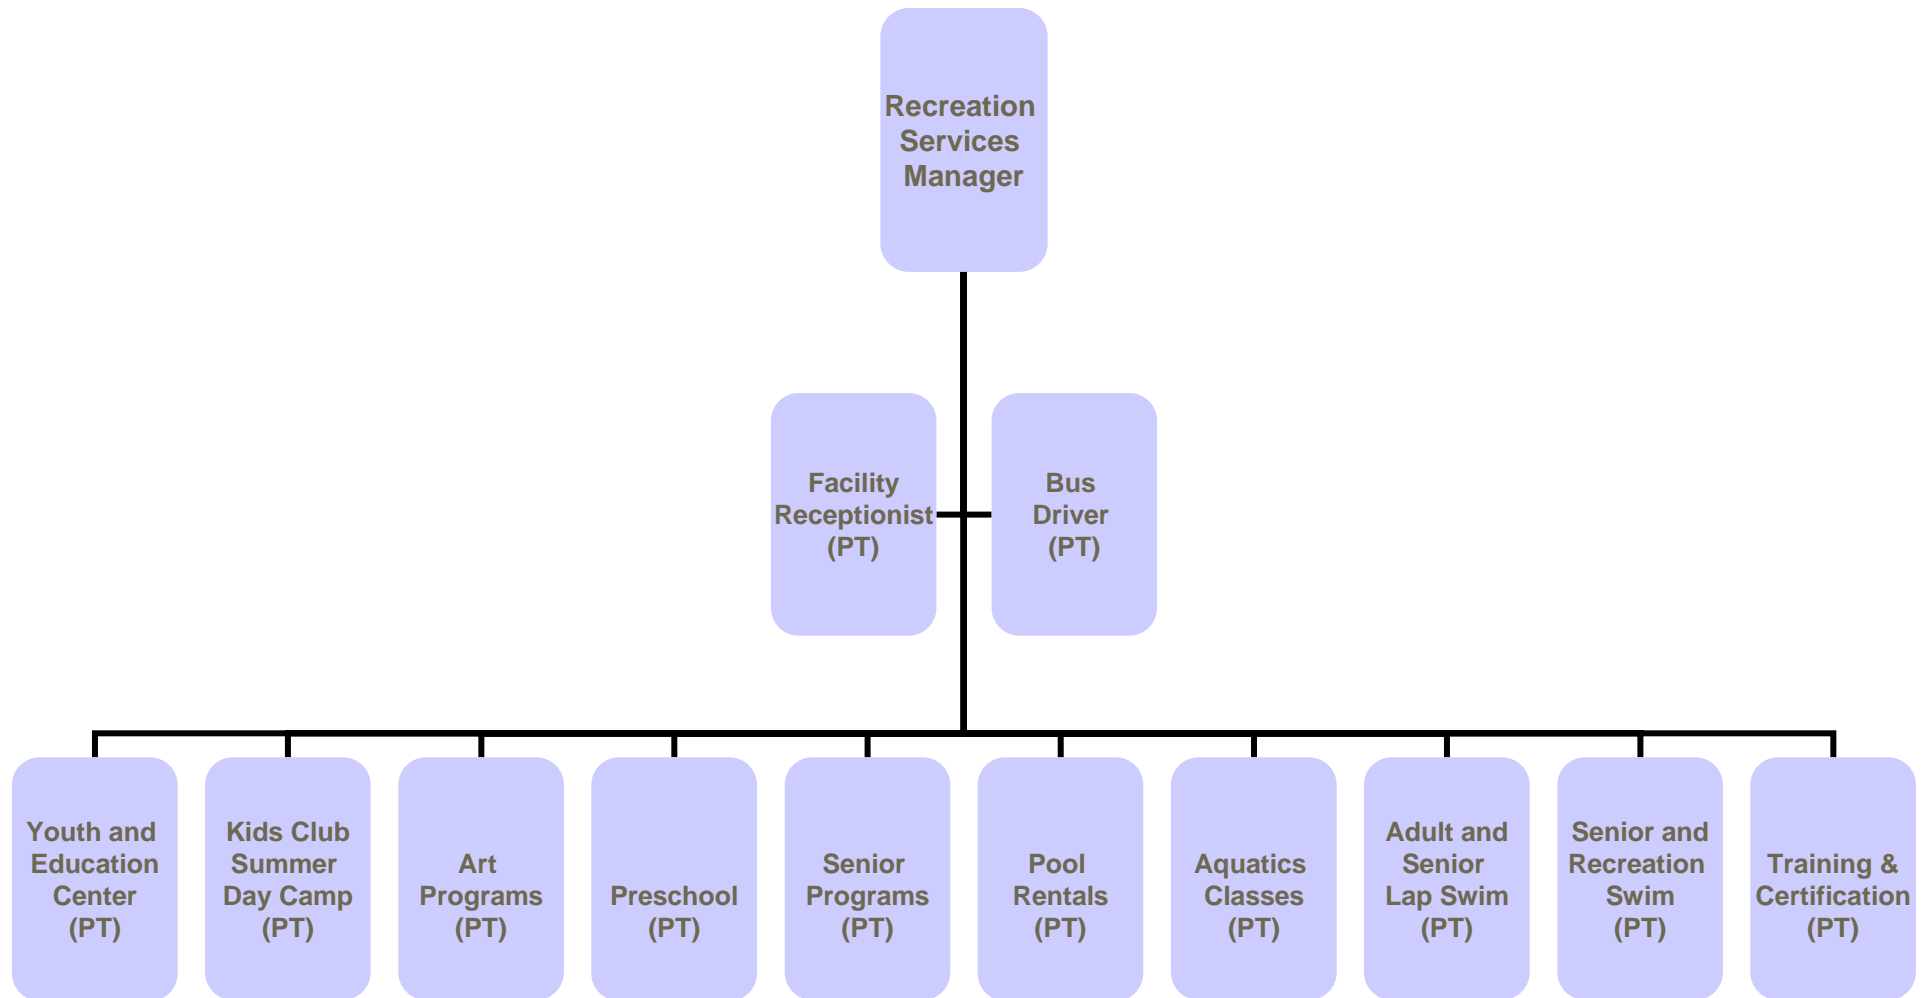 Recreation
Services
Manager
Facility
Receptionist
(PT)
Bus
Driver
(PT)
Youth and
Education
Center
(PT)
Kids Club
Summer
Day Camp
(PT)
Art
Programs
(PT)
Preschool
(PT)
Senior
Programs
(PT)
Pool
Rentals
(PT)
Aquatics
Classes
(PT)
Adult and
Senior
Lap Swim
(PT)
Senior and
Recreation
Swim
(PT)
Training &
Certification
(PT)